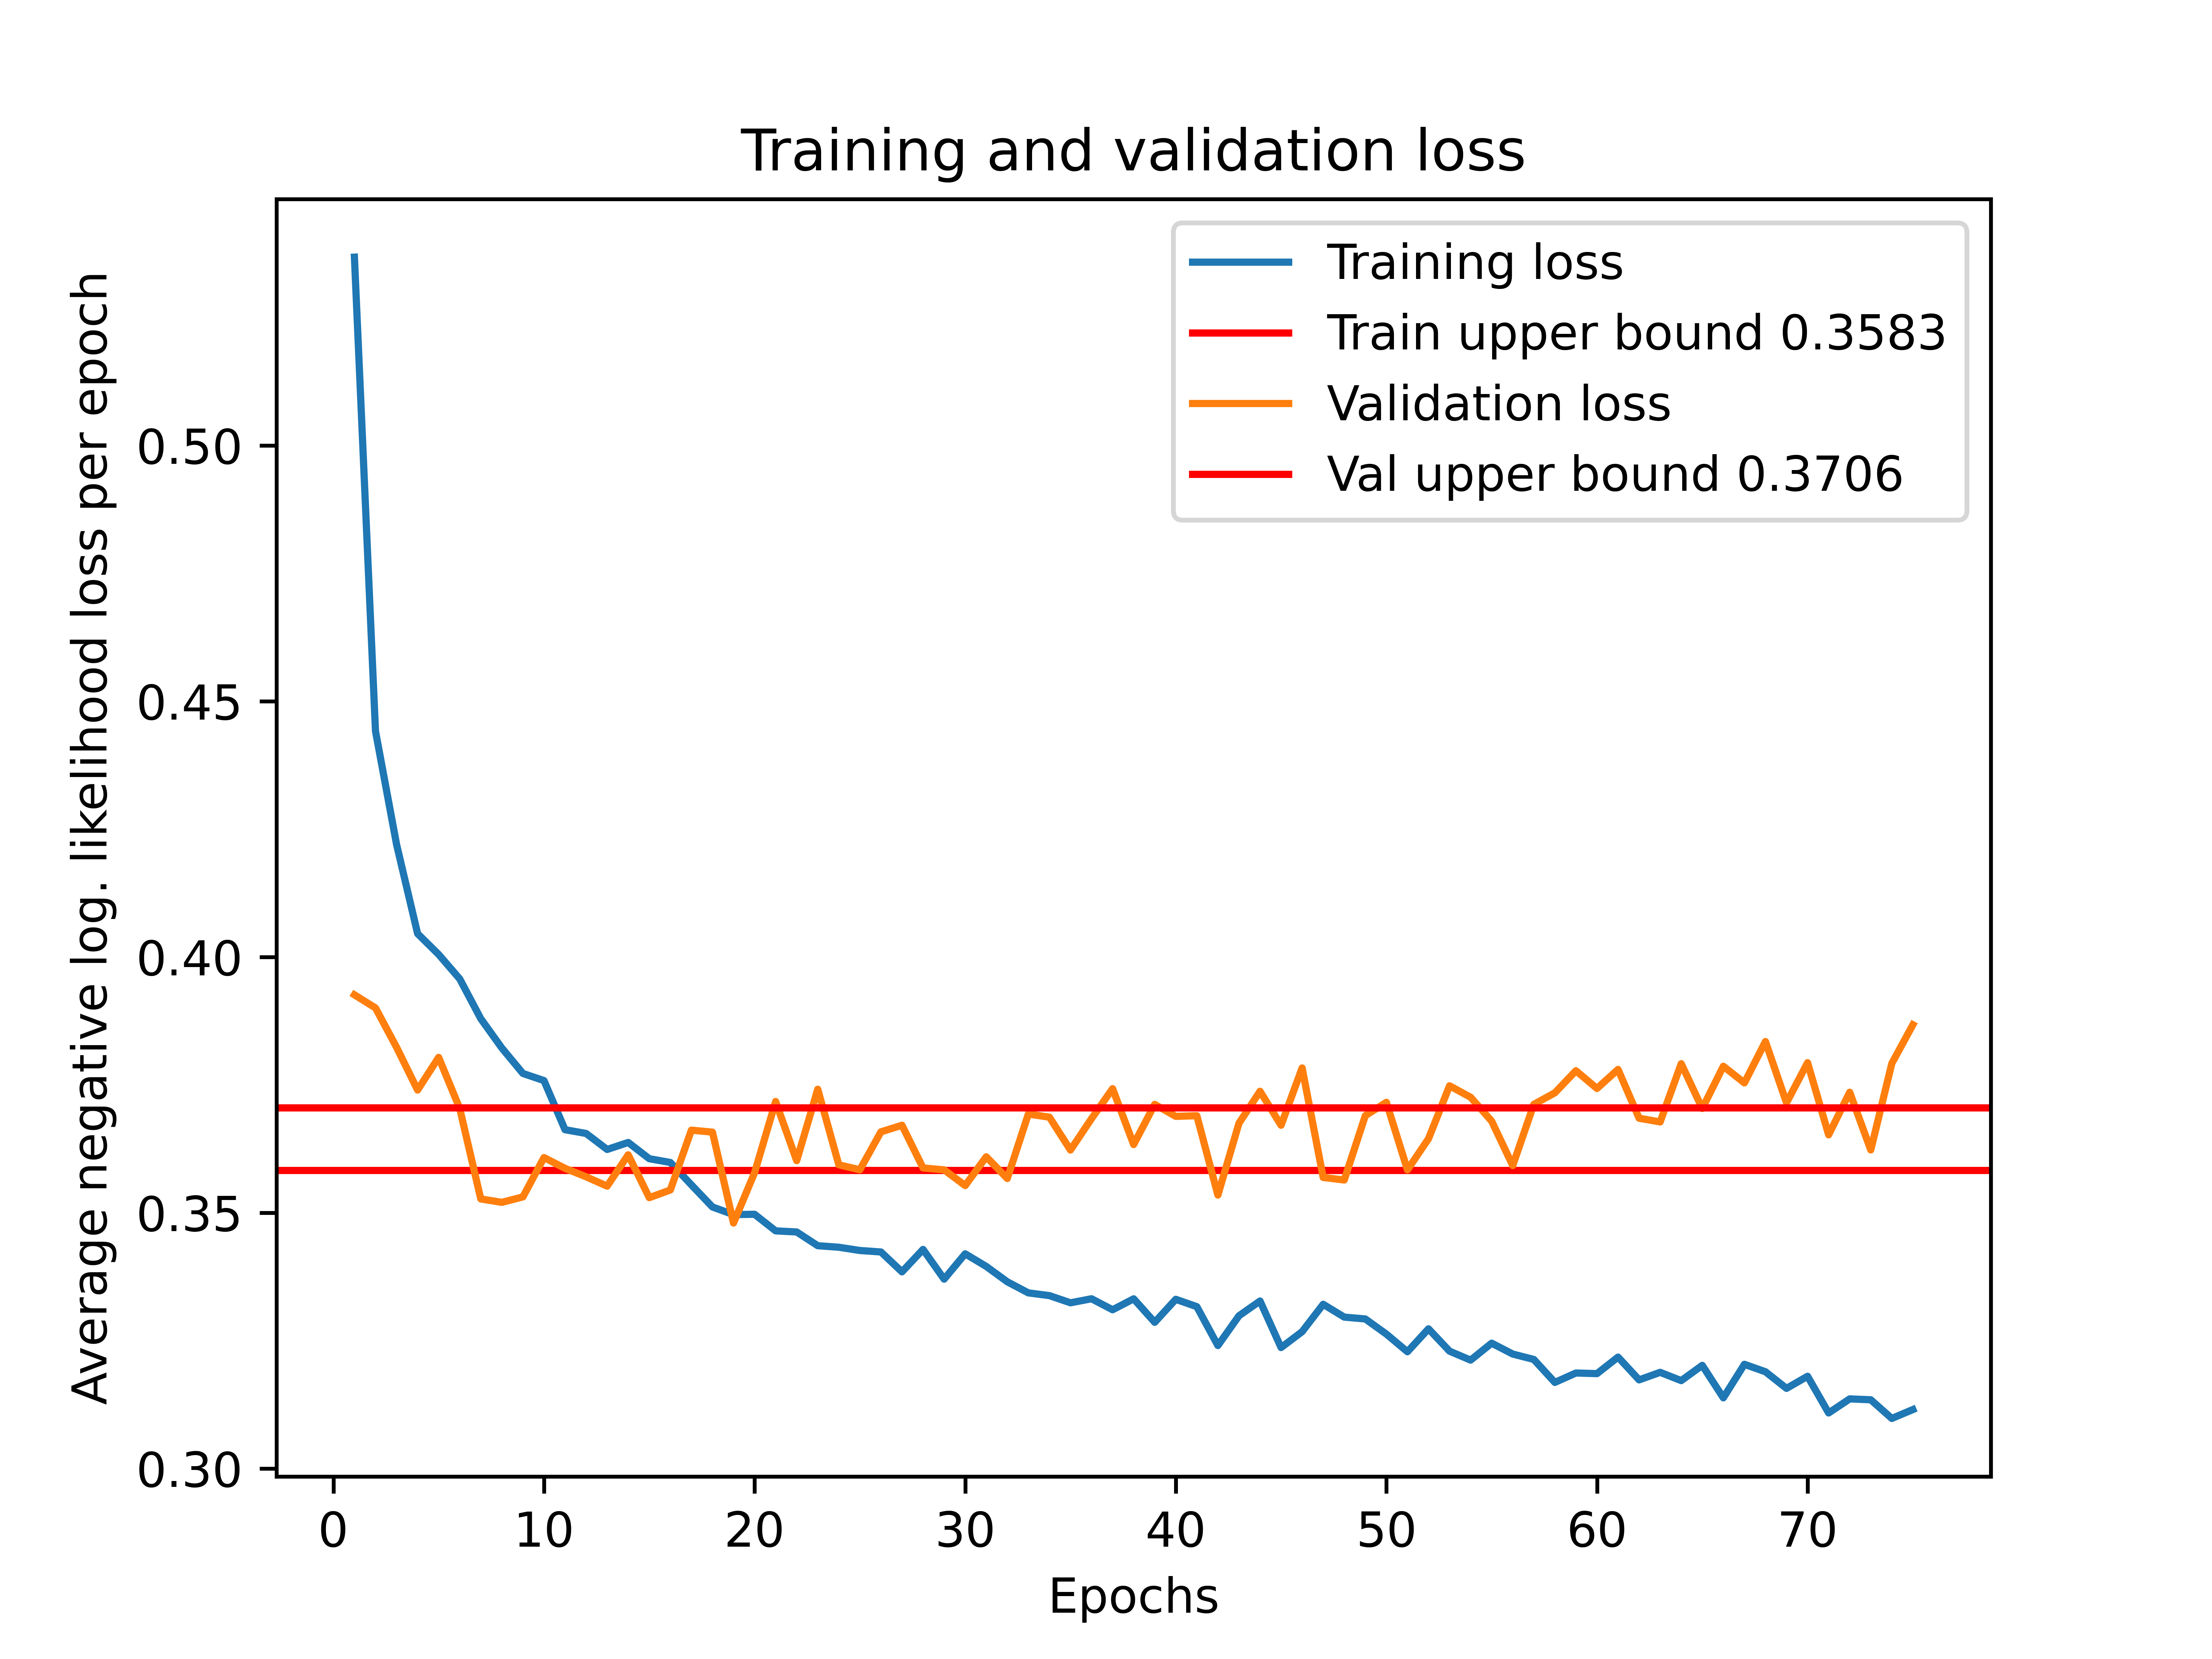 Training and validation loss
Training loss
Train upper bound 0.3583
Validation loss
Val upper bound 0.3706
Average negative log. likelihood loss per epoch
0.50
0.45
0.40
0.35
0.30
0 10 20 30 40 50 60 70
Epochs